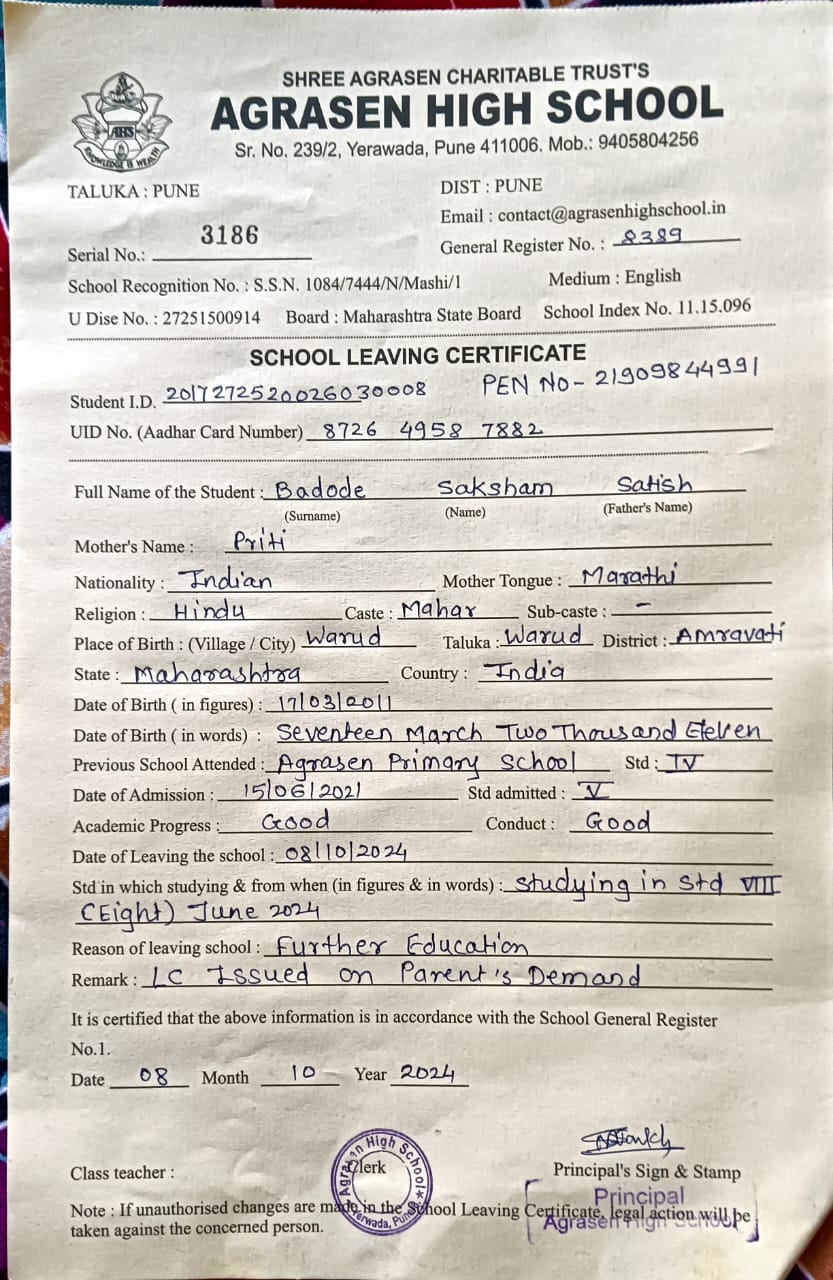 SHREE AGRASEN CHARITABLE TRUST'S
AGRASEN HIGH SCHOOL
AHS
KNOWLEDGE IS WEALTH
Sr. No. 239/2, Yerawada, Pune 411006. Mob.: 9405804256
TALUKA : PUNE DIST : PUNE
Email : contact@agrasenhighschool.in
Serial No.: 3186 General Register No. : 8389
School Recognition No. : S.S.N. 1084/7444/N/Mashi/1 Medium : English
U Dise No. : 27251500914 Board : Maharashtra State Board School Index No. 11.15.096
SCHOOL LEAVING CERTIFICATE
Student I.D. 2017272520026030008 PEN No- 21909844991
UID No. (Aadhar Card Number) 8726 4958 7882
Full Name of the Student : Badode Saksham Satish
(Surname) (Name) (Father's Name)
Mother's Name : Priti
Nationality : Indian Mother Tongue : Marathi
Religion : Hindu Caste : Mahar Sub-caste : -
Place of Birth : (Village / City) Warud Taluka : Warud District : Amravati
State : Maharashtra Country : India
Date of Birth ( in figures) : 17/03/2011
Date of Birth ( in words) : Seventeen March Two Thousand Eleven
Previous School Attended : Agrasen Primary School Std : IV
Date of Admission : 15/06/2021 Std admitted : V
Academic Progress : Good Conduct : Good
Date of Leaving the school : 08/10/2024
Std in which studying & from when (in figures & in words) : Studying in Std VIII
(Eight) June 2024
Reason of leaving school : Further Education
Remark : LC Issued on Parent's Demand
It is certified that the above information is in accordance with the School General Register
No.1.
Date 08 Month 10 Year 2024
Class teacher : Clerk Principal's Sign & Stamp
Agrasen High School
Yerwada, Pune
Principal
Agrasen High School
Note : If unauthorised changes are made in the School Leaving Certificate, legal action will be
taken against the concerned person.